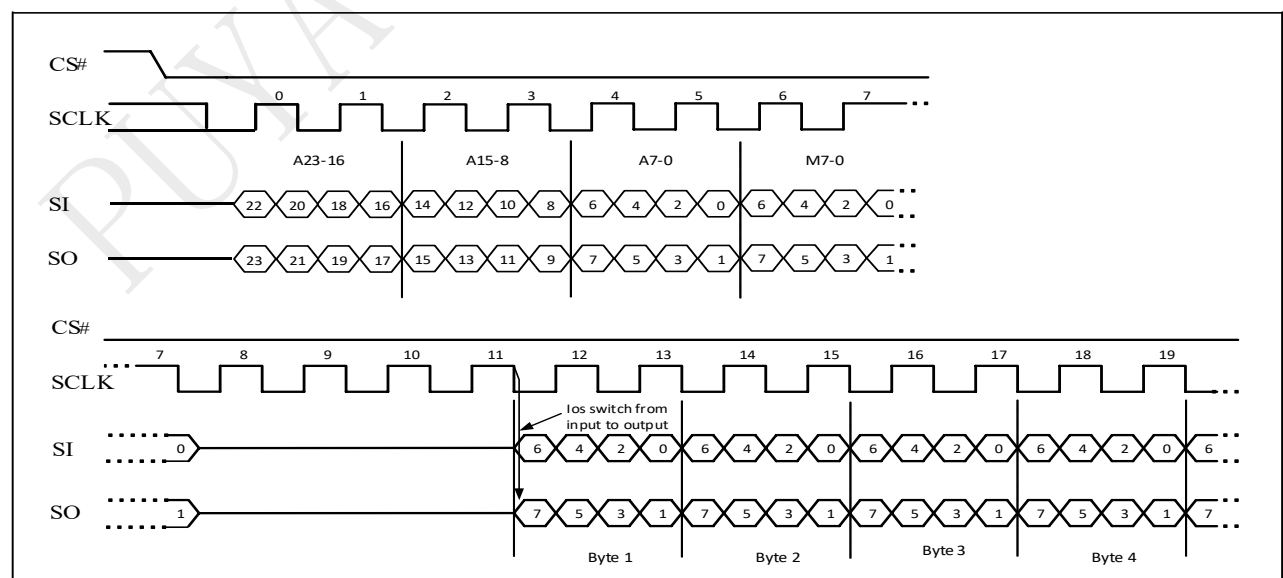 PUYA
CS#
0 1 2 3 4 5 6 7
SCLK
A23-16 A15-8 A7-0 M7-0
SI 22 20 18 16 14 12 10 8 6 4 2 0 6 4 2 0
SO 23 21 19 17 15 13 11 9 7 5 3 1 7 5 3 1
CS#
7 8 9 10 11 12 13 14 15 16 17 18 19
SCLK
Ios switch from
input to output
SI 0 6 4 2 0 6 4 2 0 6 4 2 0 6 4 2 0 6
SO 1 7 5 3 1 7 5 3 1 7 5 3 1 7 5 3 1 7
Byte 1 Byte 2 Byte 3 Byte 4